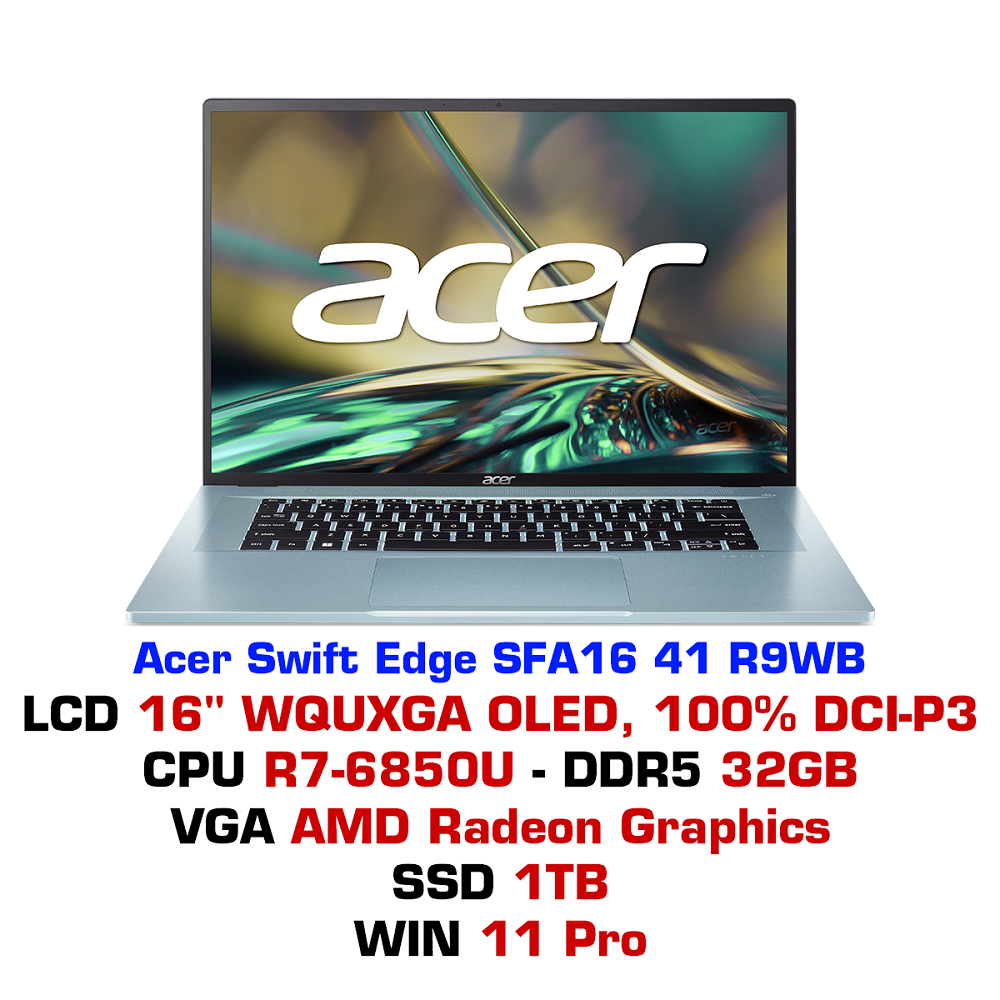 acer
acer
acer
Acer Swift Edge SFA16 41 R9WB
LCD 16" WQUXGA OLED, 100% DCI-P3
CPU R7-6850U - DDR5 32GB
VGA AMD Radeon Graphics
SSD 1TB
WIN 11 Pro